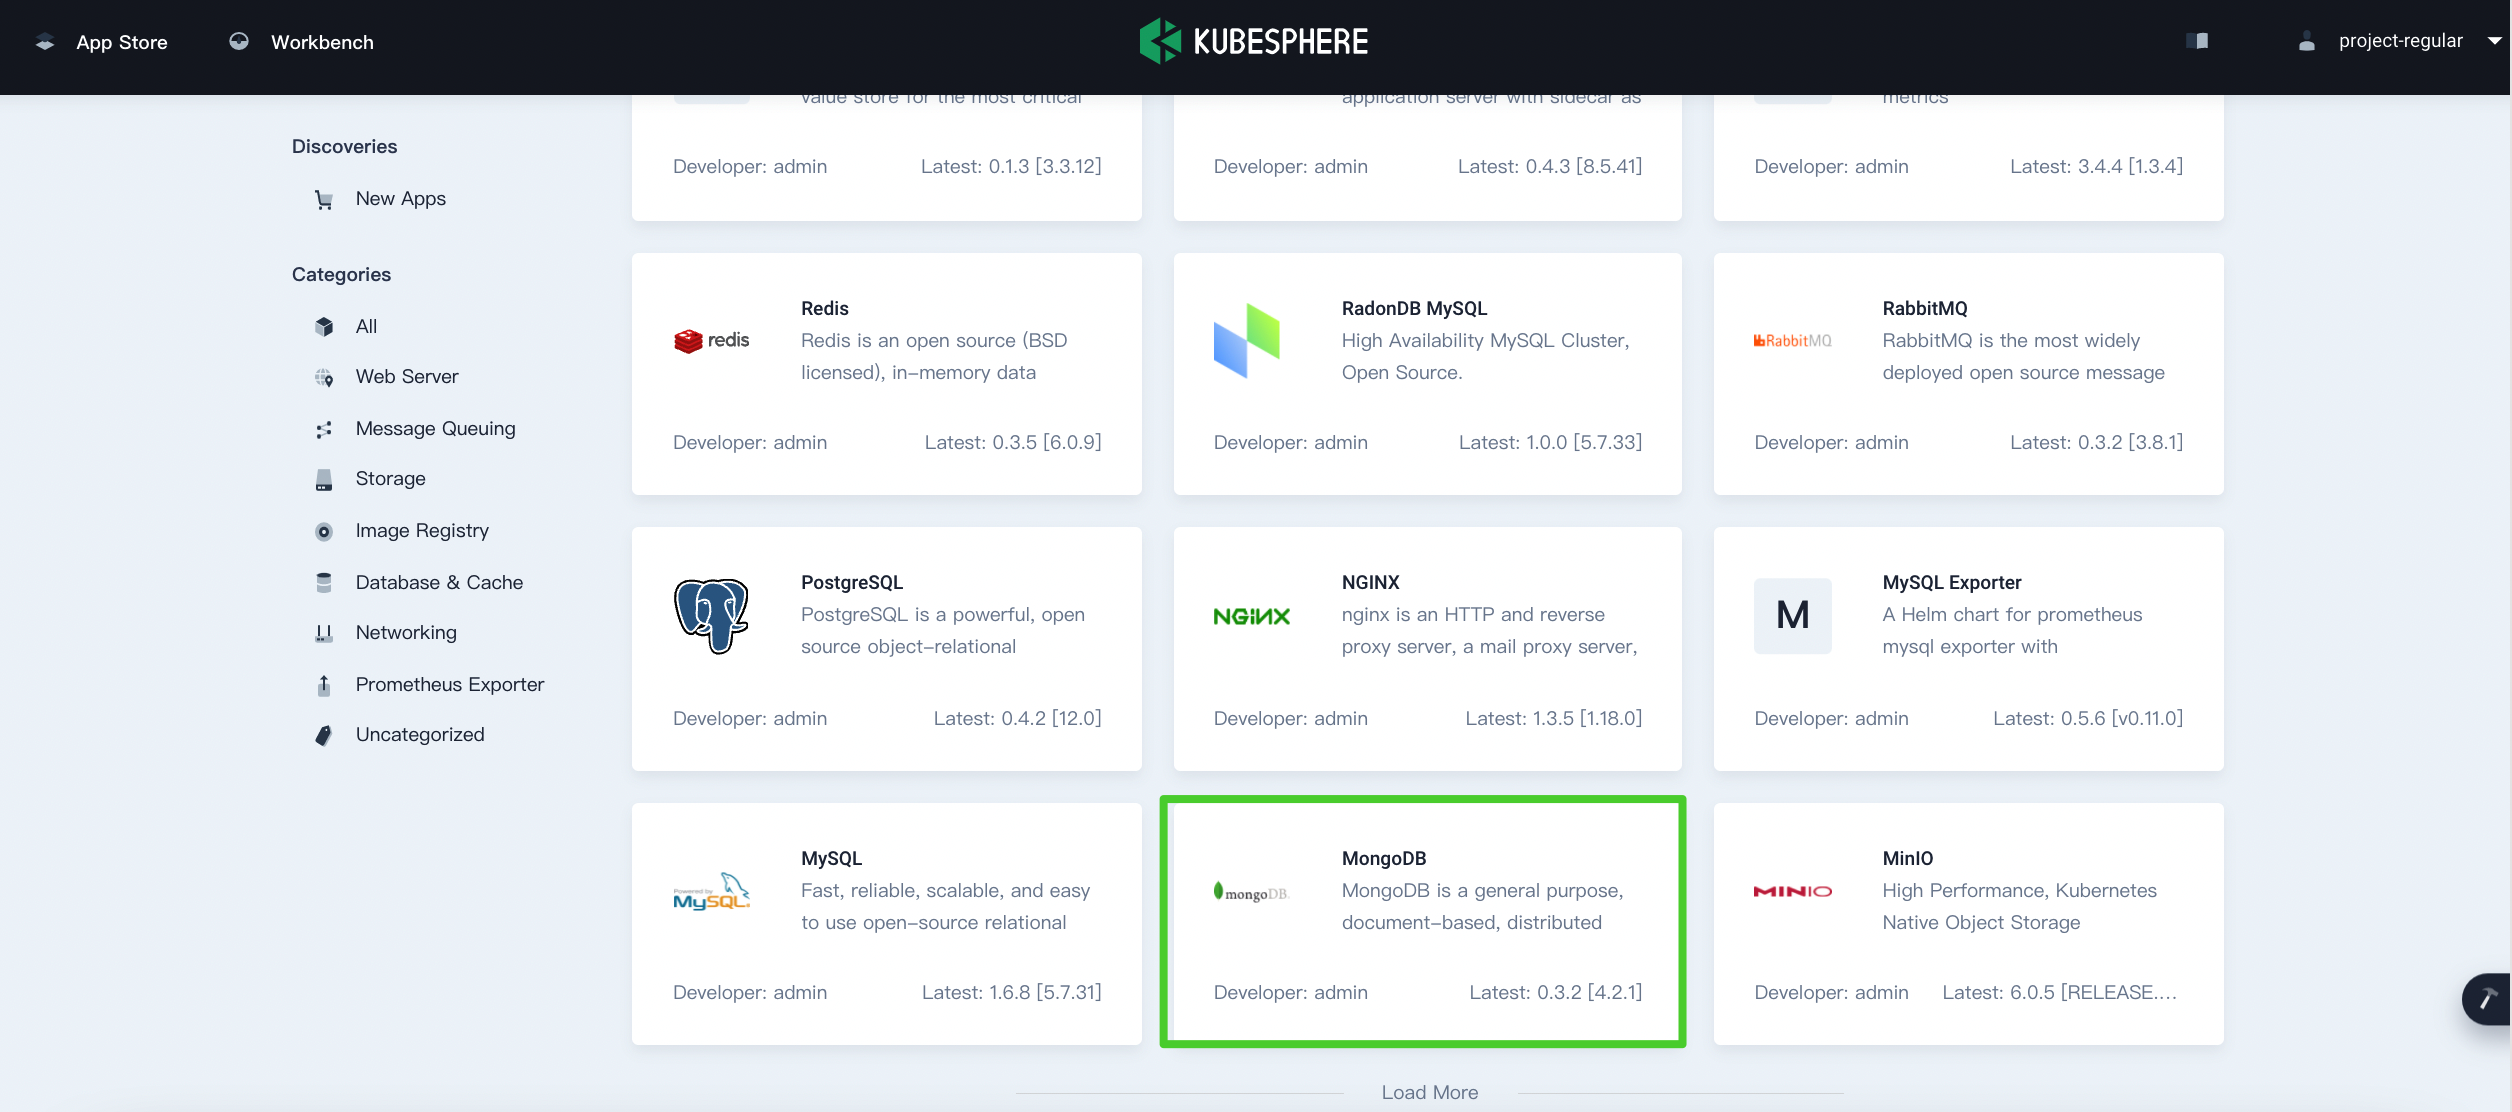 App Store
Workbench
KUBESPHERE
project-regular
Discoveries
New Apps
Categories
All
Web Server
Message Queuing
Storage
Image Registry
Database & Cache
Networking
Prometheus Exporter
Uncategorized
value store for the most critical
Developer: admin
Latest: 0.1.3 [3.3.12]
application server with sidecar as
Developer: admin
Latest: 0.4.3 [8.5.41]
metrics
Developer: admin
Latest: 3.4.4 [1.3.4]
redis
Redis
Redis is an open source (BSD
licensed), in-memory data
Developer: admin
Latest: 0.3.5 [6.0.9]
RadonDB MySQL
High Availability MySQL Cluster,
Open Source.
Developer: admin
Latest: 1.0.0 [5.7.33]
RabbitMQ
RabbitMQ
RabbitMQ is the most widely
deployed open source message
Developer: admin
Latest: 0.3.2 [3.8.1]
PostgreSQL
PostgreSQL is a powerful, open
source object-relational
Developer: admin
Latest: 0.4.2 [12.0]
NGINX
NGINX
nginx is an HTTP and reverse
proxy server, a mail proxy server,
Developer: admin
Latest: 1.3.5 [1.18.0]
M
MySQL Exporter
A Helm chart for prometheus
mysql exporter with
Developer: admin
Latest: 0.5.6 [v0.11.0]
Powered by
MySQL
MySQL
Fast, reliable, scalable, and easy
to use open-source relational
Developer: admin
Latest: 1.6.8 [5.7.31]
mongoDB.
MongoDB
MongoDB is a general purpose,
document-based, distributed
Developer: admin
Latest: 0.3.2 [4.2.1]
MINIO
MinIO
High Performance, Kubernetes
Native Object Storage
Developer: admin
Latest: 6.0.5 [RELEASE....
Load More